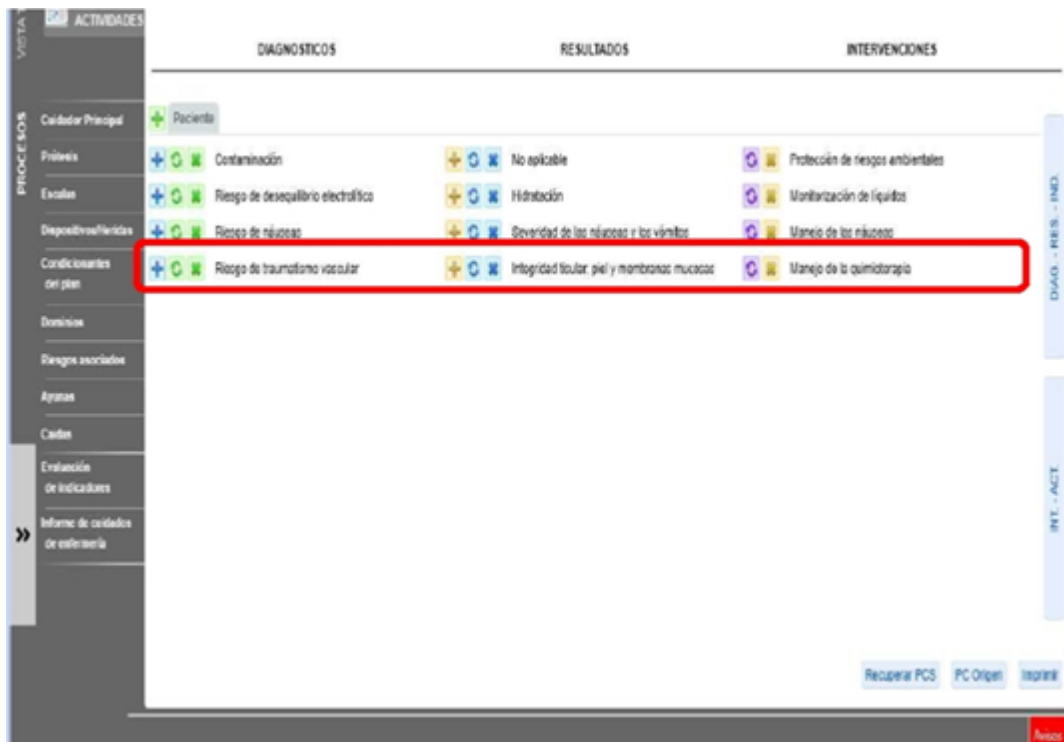 VISTA
ACTIVIDADES
DIAGNOSTICOS
RESULTADOS
INTERVENCIONES
PROCESOS
Cuidador Principal
Prótesis
Escalas
Dispositivos/Heridas
Condicionantes
del plan
Dominios
Riesgos asociados
Ayunas
Caídas
Evaluación
de indicadores
Informe de cuidados
de enfermería
»
Paciente
Contaminación
No aplicable
Protección de riesgos ambientales
Riesgo de desequilibrio electrolítico
Hidratación
Monitorización de líquidos
Riesgo de náuseas
Severidad de las náuseas y los vómitos
Manejo de las náuseas
Riesgo de traumatismo vascular
Integridad tisular: piel y membranas mucosas
Manejo de la quimioterapia
DIAG. - RES. - IND.
INT. - ACT.
Recuperar PCS
PC Origen
Imprimir
Avisos